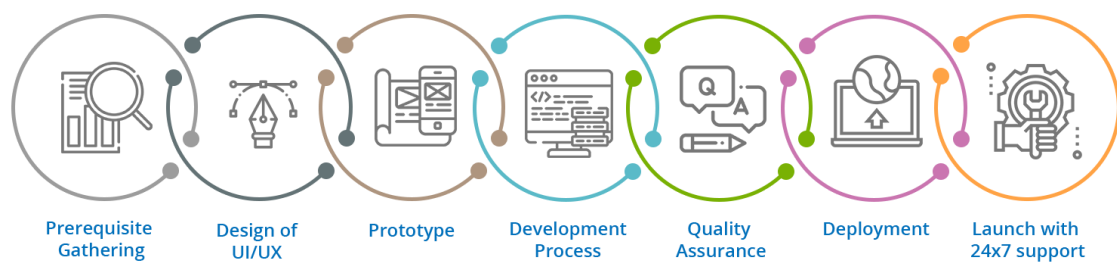 Prerequisite
Gathering
Design of
UI/UX
Prototype
Development
Process
Q
A
Quality
Assurance
Deployment
Launch with
24x7 support